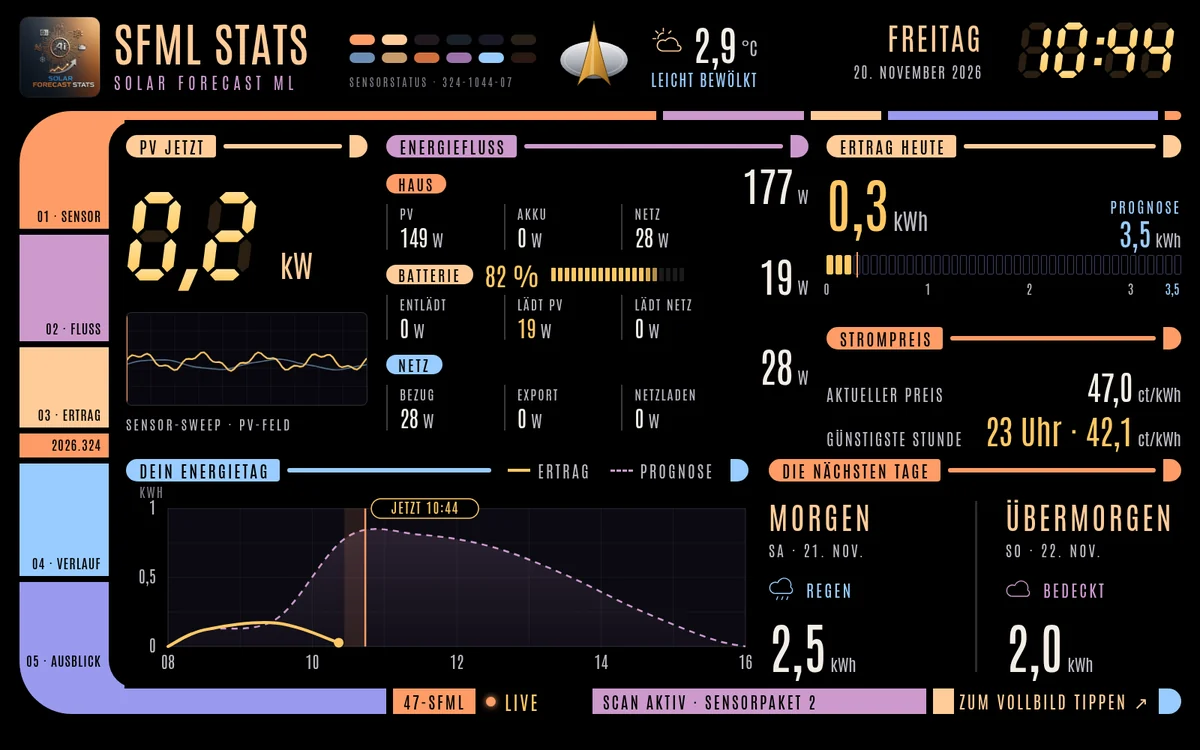 SFML STATS
SOLAR FORECAST ML
Ai
SOLAR
FORECAST STATS
SENSORSTATUS · 324-1044-07
2,9 °C
LEICHT BEWÖLKT
FREITAG
20. NOVEMBER 2026
10:44
01 · SENSOR
02 · FLUSS
03 · ERTRAG
2026.324
04 · VERLAUF
05 · AUSBLICK
PV JETZT
0,2 kW
SENSOR-SWEEP · PV-FELD
ENERGIEFLUSS
HAUS
177 W
PV AKKU NETZ
149 W 0 W 28 W
BATTERIE 82 %
19 W
ENTLÄDT LÄDT PV LÄDT NETZ
0 W 19 W 0 W
NETZ
28 W
BEZUG EXPORT NETZLADEN
28 W 0 W 0 W
ERTRAG HEUTE
0,3 kWh
PROGNOSE
3,5 kWh
0 1 2 3 3,5
STROMPREIS
AKTUELLER PREIS 47,0 ct/kWh
GÜNSTIGSTE STUNDE 23 Uhr · 42,1 ct/kWh
DEIN ENERGIETAG
ERTRAG PROGNOSE
KWH
JETZT 10:44
1
0,5
0
08 10 12 14 16
DIE NÄCHSTEN TAGE
MORGEN
SA · 21. NOV.
REGEN
2,5 kWh
ÜBERMORGEN
SO · 22. NOV.
BEDECKT
2,0 kWh
47-SFML
LIVE
SCAN AKTIV · SENSORPAKET 2
ZUM VOLLBILD TIPPEN ↗